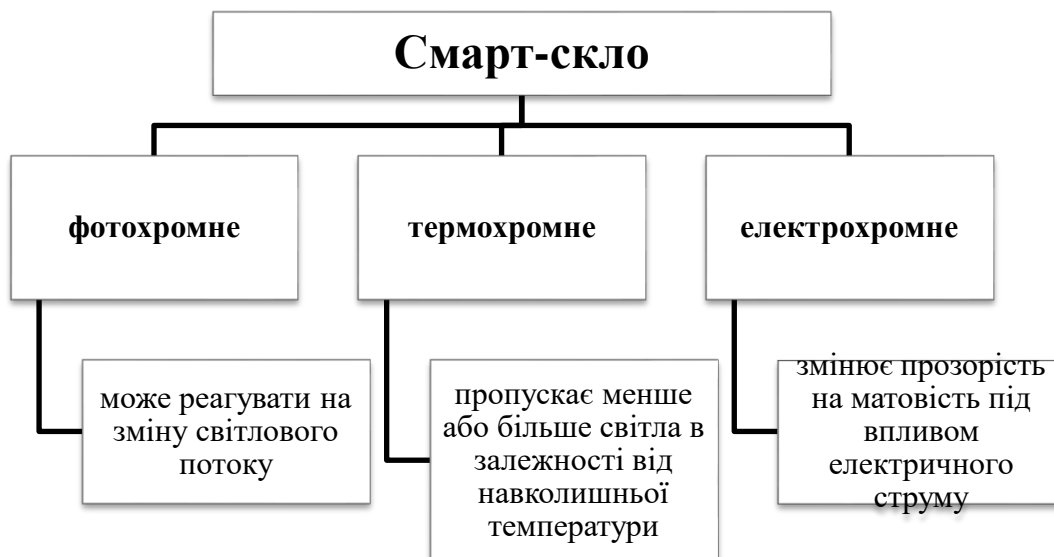 Смарт-скло
фотохромне
термохромне
електрохромне
може реагувати на
зміну світлового
потоку
пропускає менше
або більше світла в
залежності від
навколишньої
температури
змінює прозорість
на матовість під
впливом
електричного
струму